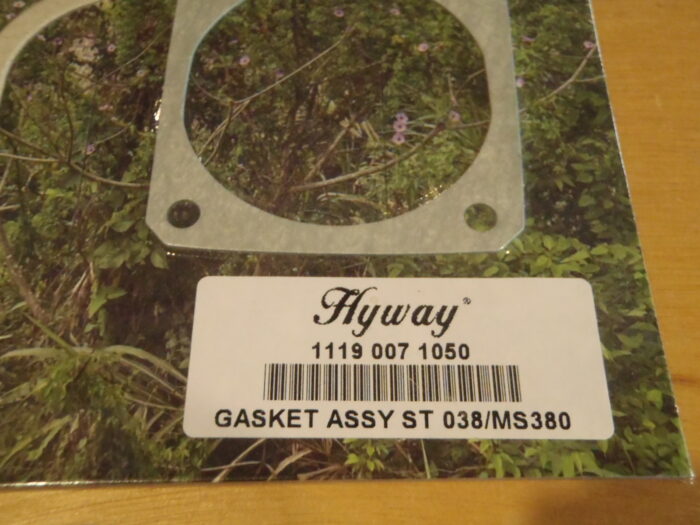 Hyway®
1119 007 1050
GASKET ASSY ST 038/MS380